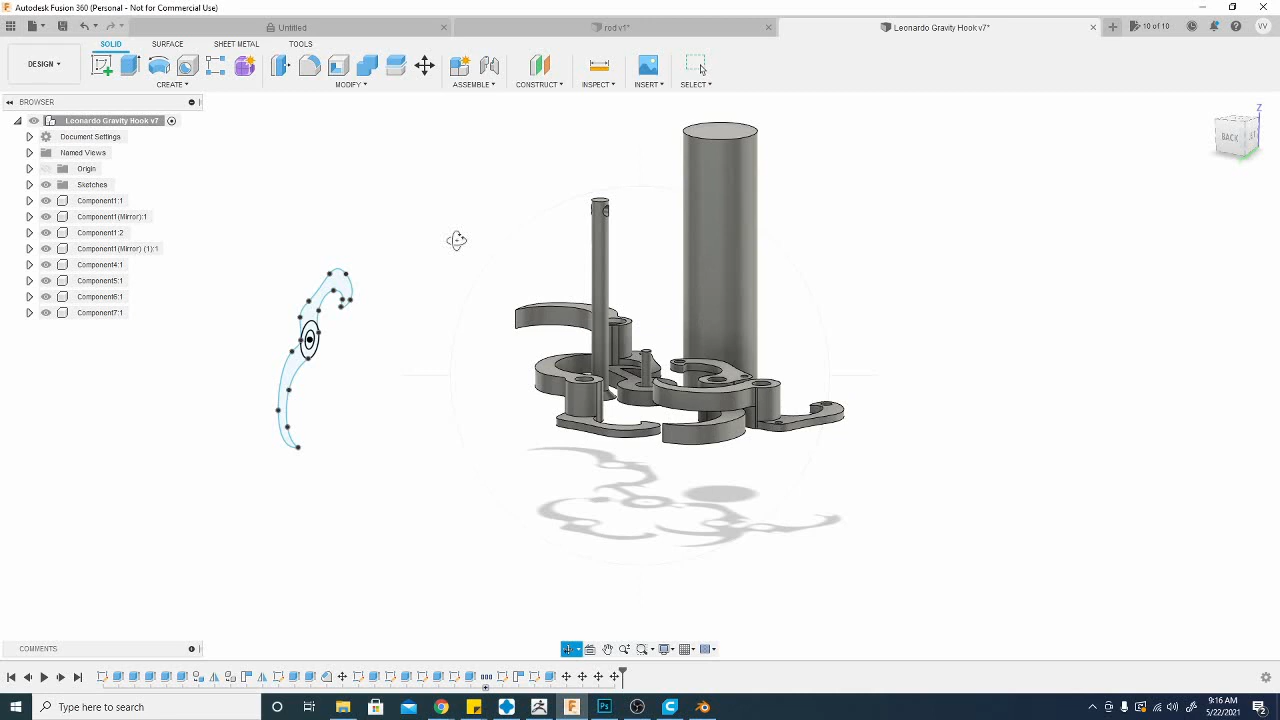 Autodesk Fusion 360 (Personal - Not for Commercial Use)
Untitled
rod v1*
Leonardo Gravity Hook v7*
10 of 10
VV
SOLID
SURFACE
SHEET METAL
TOOLS
DESIGN
CREATE
MODIFY
ASSEMBLE
CONSTRUCT
INSPECT
INSERT
SELECT
BROWSER
Leonardo Gravity Hook v7
Document Settings
Named Views
Origin
Sketches
Component1:1
Component1(Mirror):1
Component1:2
Component1(Mirror) (1):1
Component4:1
Component5:1
Component6:1
Component7:1
Z
BACK
COMMENTS
Type here to search
9:16 AM
5/22/2021